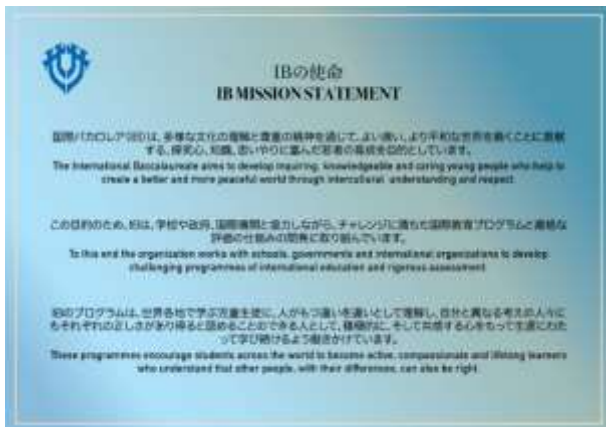 IBの使命
IB MISSION STATEMENT
国際バカロレア(IB)は、多様な文化の理解と尊重の精神を通じて、より良い、より平和な世界を築くことに貢献
する、探究心、知識、思いやりに富んだ若者の育成を目的としています。
The International Baccalaureate aims to develop inquiring, knowledgeable and caring young people who help to
create a better and more peaceful world through intercultural understanding and respect.
この目的のため、IBは、学校や政府、国際機関と協力しながら、チャレンジに満ちた国際教育プログラムと厳格な
評価の仕組みの開発に取り組んでいます。
To this end the organization works with schools, governments and international organizations to develop
challenging programmes of international education and rigorous assessment.
IBのプログラムは、世界各地で学ぶ児童生徒に、人がもつ違いを違いとして理解し、自分と異なる考えの人々に
もそれぞれの正しさがあり得ると認めることのできる人として、積極的に、そして共感する心をもって生涯にわた
って学び続けるよう働きかけています。
These programmes encourage students across the world to become active, compassionate and lifelong learners
who understand that other people, with their differences, can also be right.